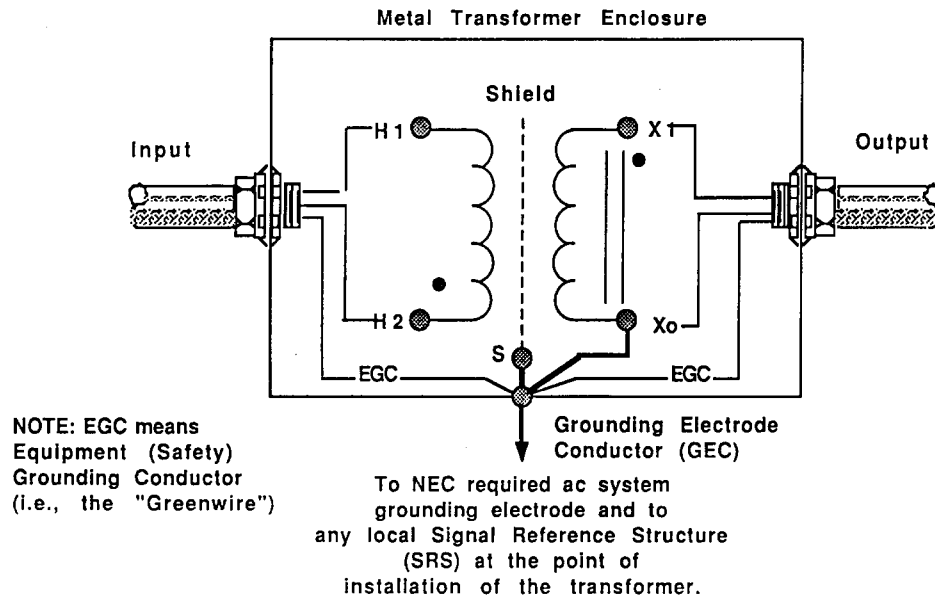 Metal Transformer Enclosure
Shield
Input
Output
H1
X1
H2
Xo
S
EGC
EGC
NOTE: EGC means
Equipment (Safety)
Grounding Conductor
(i.e., the "Greenwire")
Grounding Electrode
Conductor (GEC)
To NEC required ac system
grounding electrode and to
any local Signal Reference Structure
(SRS) at the point of
installation of the transformer.